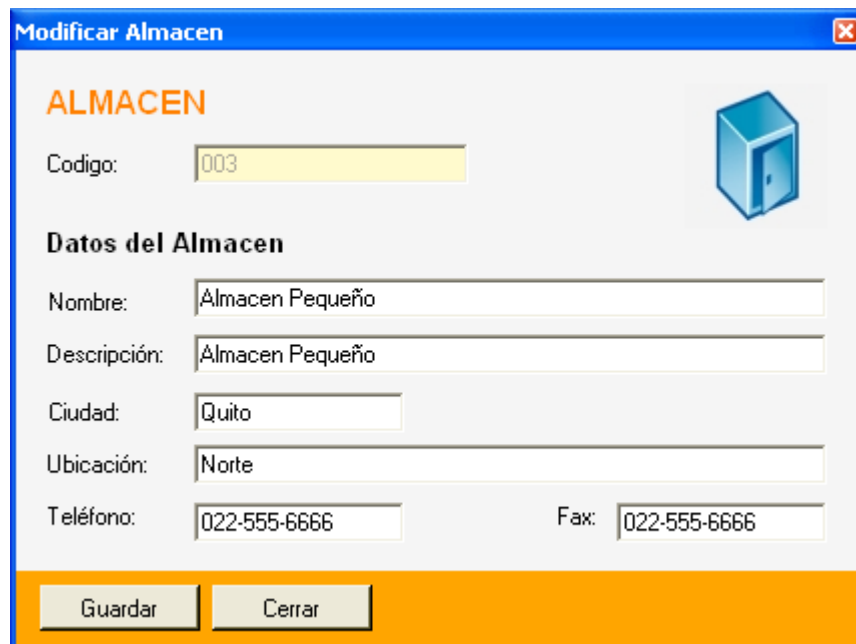 Modificar Almacen
ALMACEN
Codigo: 003
Datos del Almacen
Nombre: Almacen Pequeño
Descripción: Almacen Pequeño
Ciudad: Quito
Ubicación: Norte
Teléfono: 022-555-6666 Fax: 022-555-6666
Guardar Cerrar